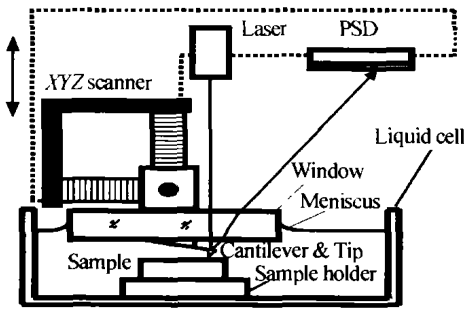 Laser
PSD
XYZ scanner
Liquid cell
Window
Meniscus
Cantilever & Tip
Sample
Sample holder